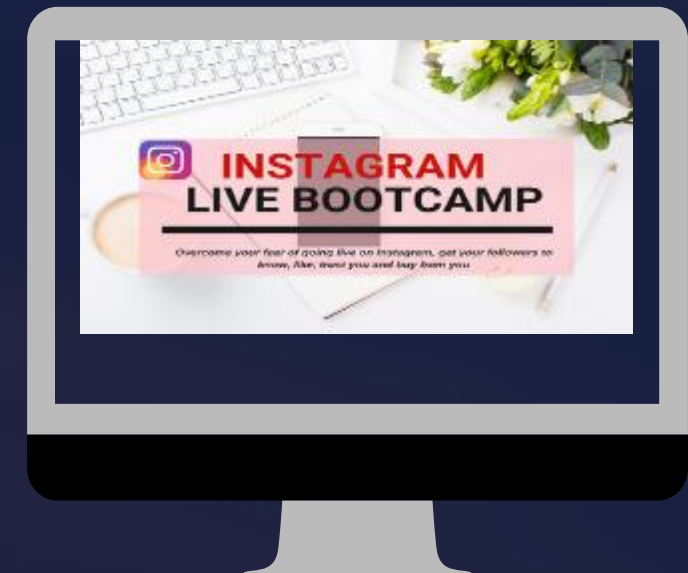 INSTAGRAM
LIVE BOOTCAMP
Overcome your fear of going live on Instagram, get your followers to
know, like, trust you and buy from you